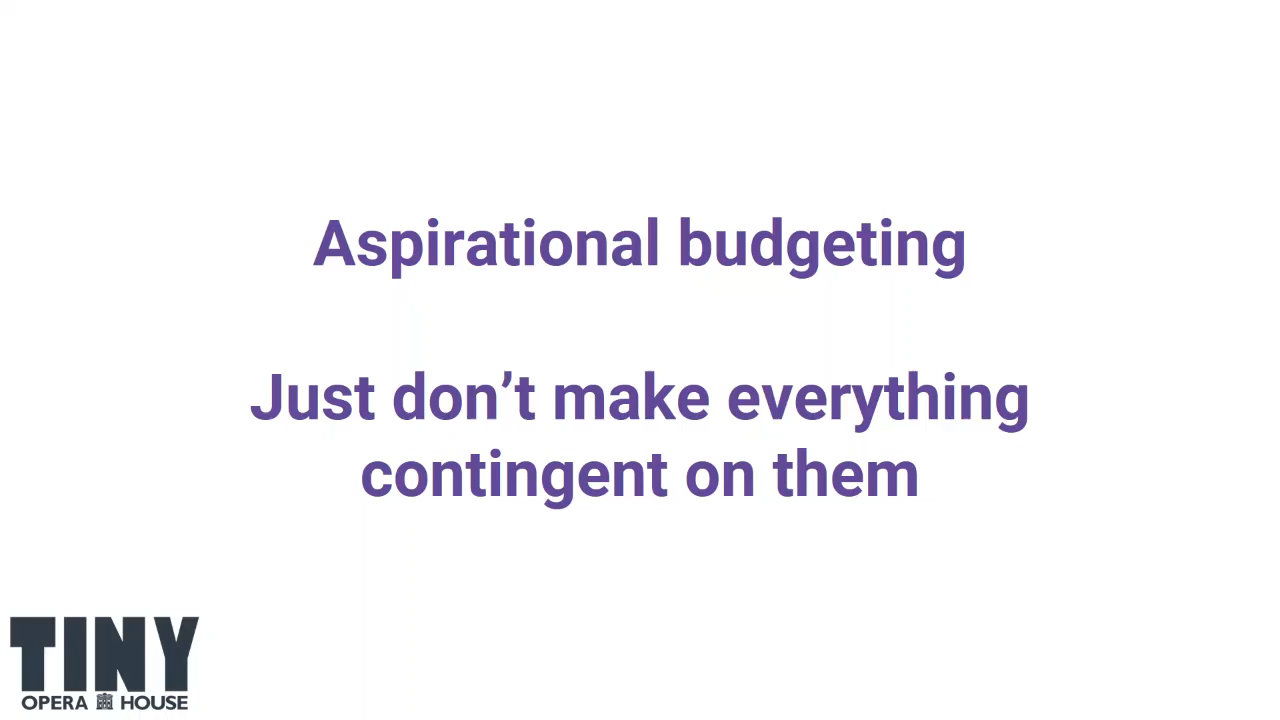 Aspirational budgeting
Just don’t make everything
contingent on them
TINY
OPERA HOUSE